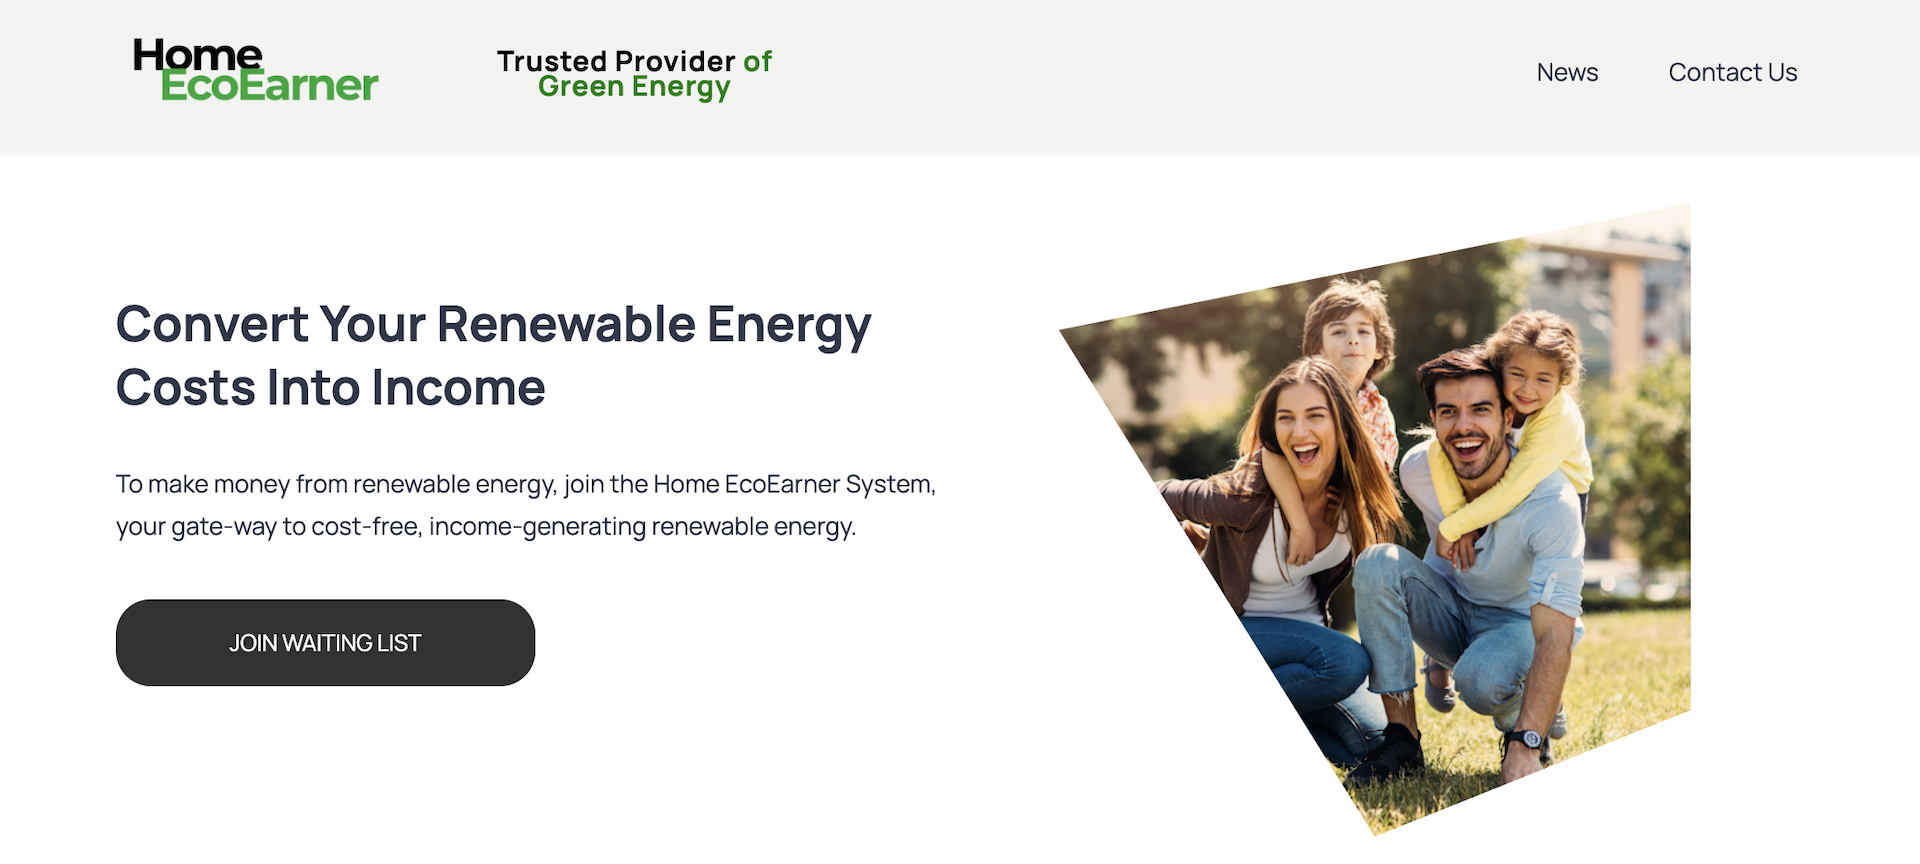 Home
EcoEarner
Trusted Provider of
Green Energy
News
Contact Us
Convert Your Renewable Energy
Costs Into Income
To make money from renewable energy, join the Home EcoEarner System,
your gate-way to cost-free, income-generating renewable energy.
JOIN WAITING LIST